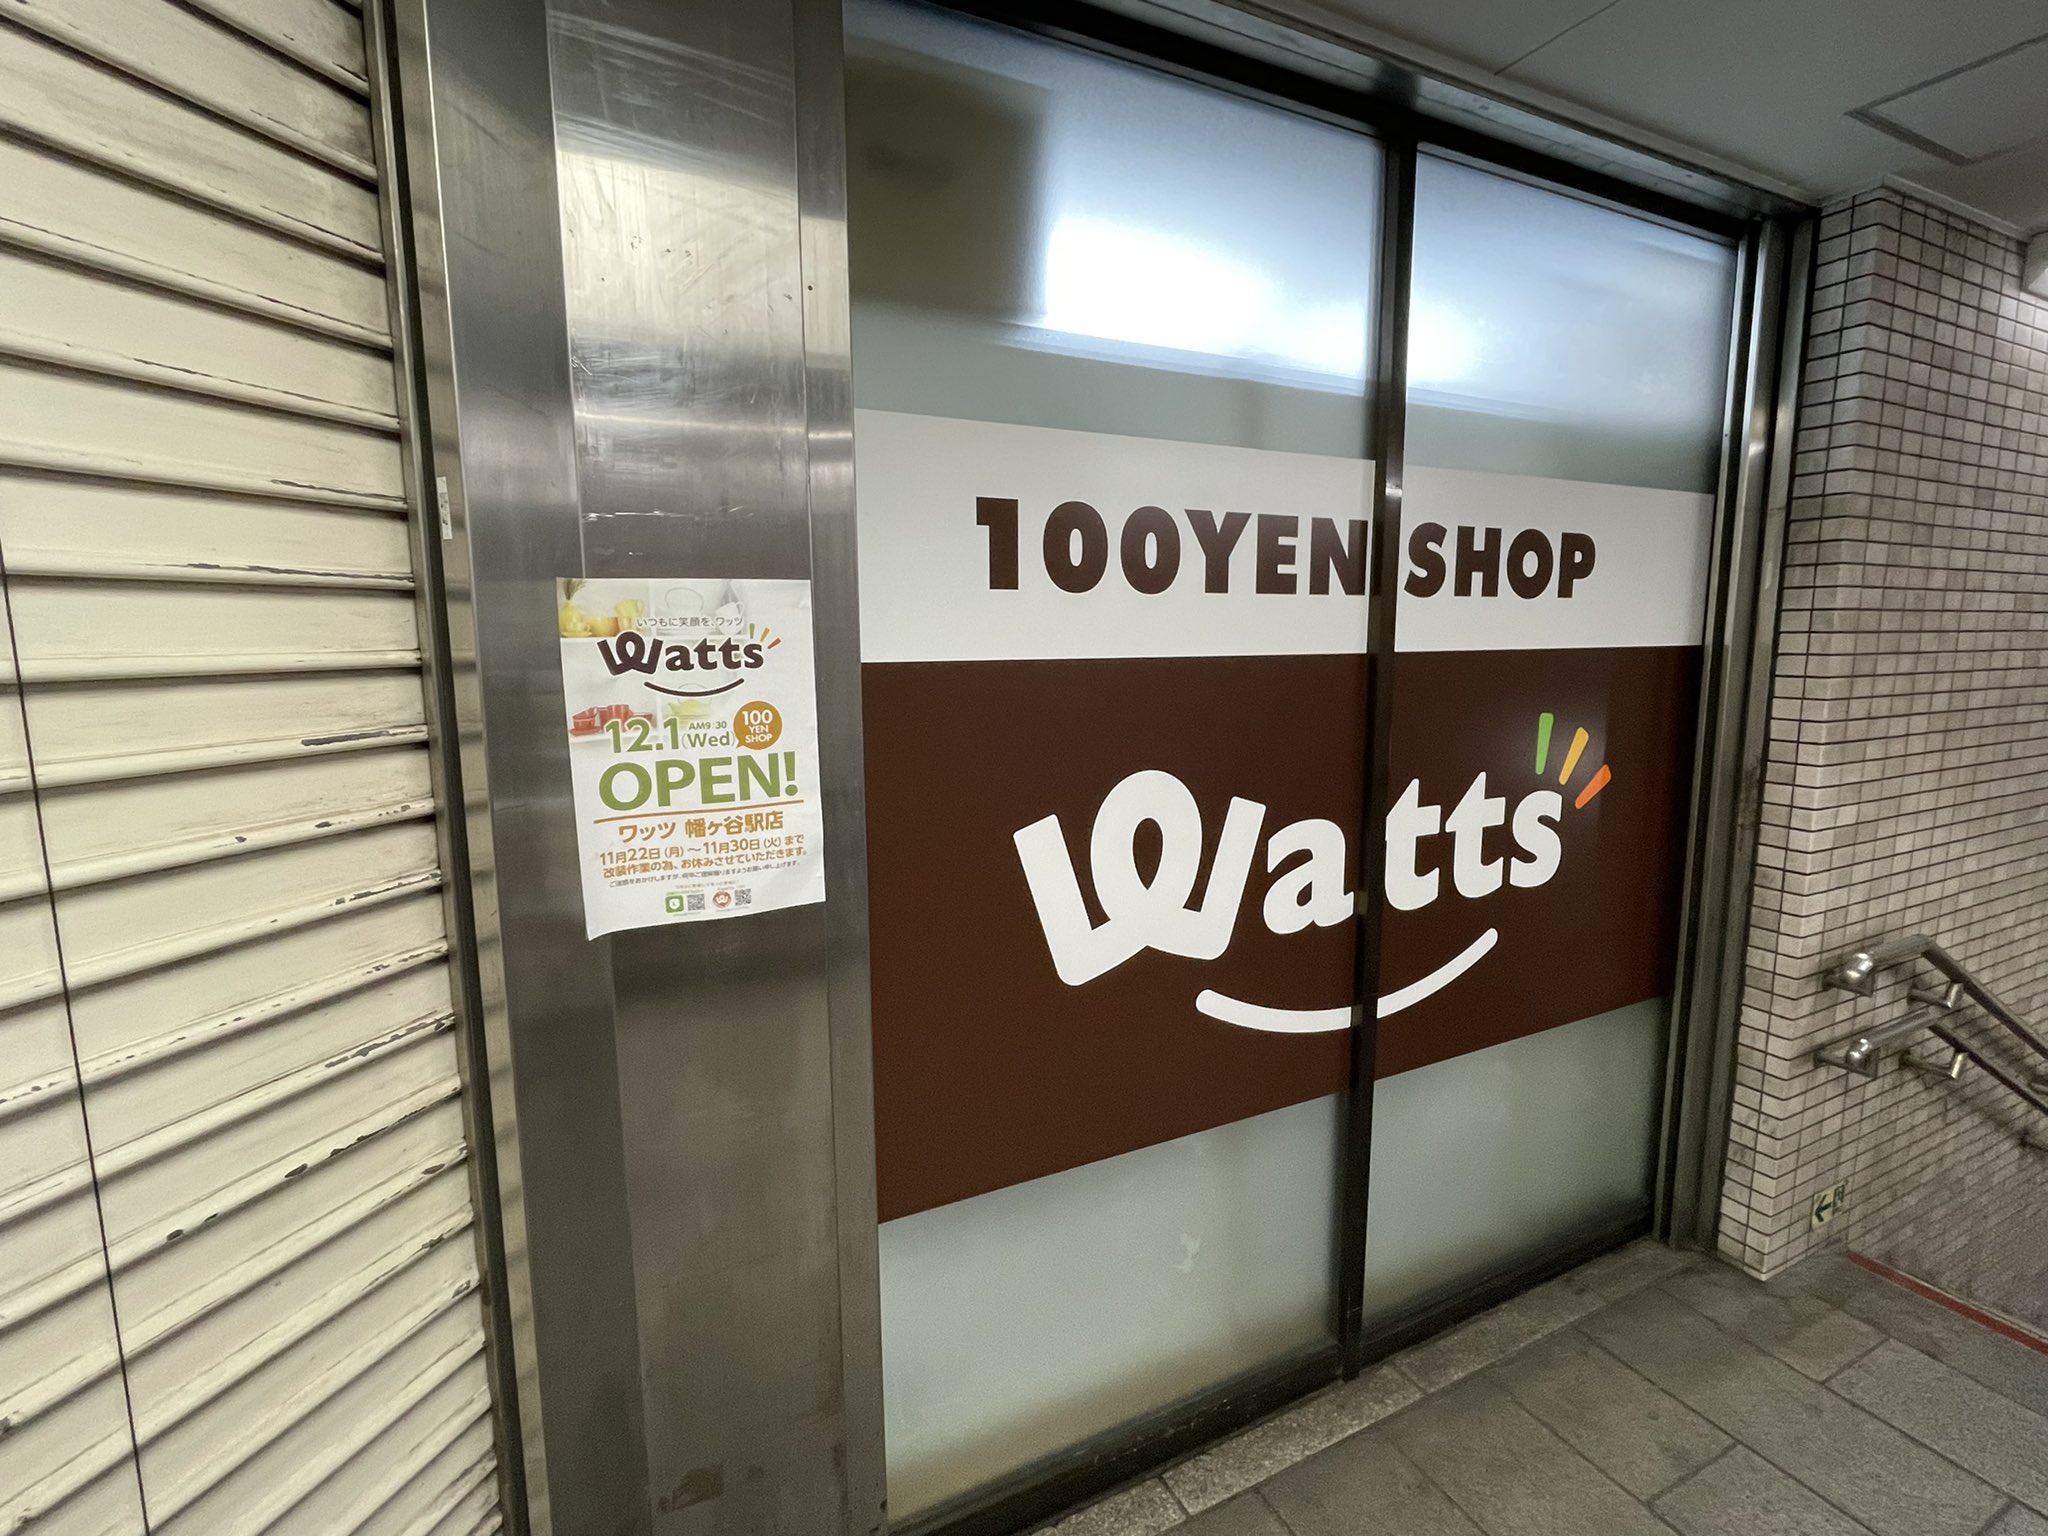 いつもに笑顔を、ワッツ
Watts
12.1
AM9:30
(Wed)
100
YEN
SHOP
OPEN!
ワッツ 幡ヶ谷駅店
11月22日(月)～11月30日(火)まで
改装作業の為、お休みさせていただきます。
100YEN SHOP
Watts